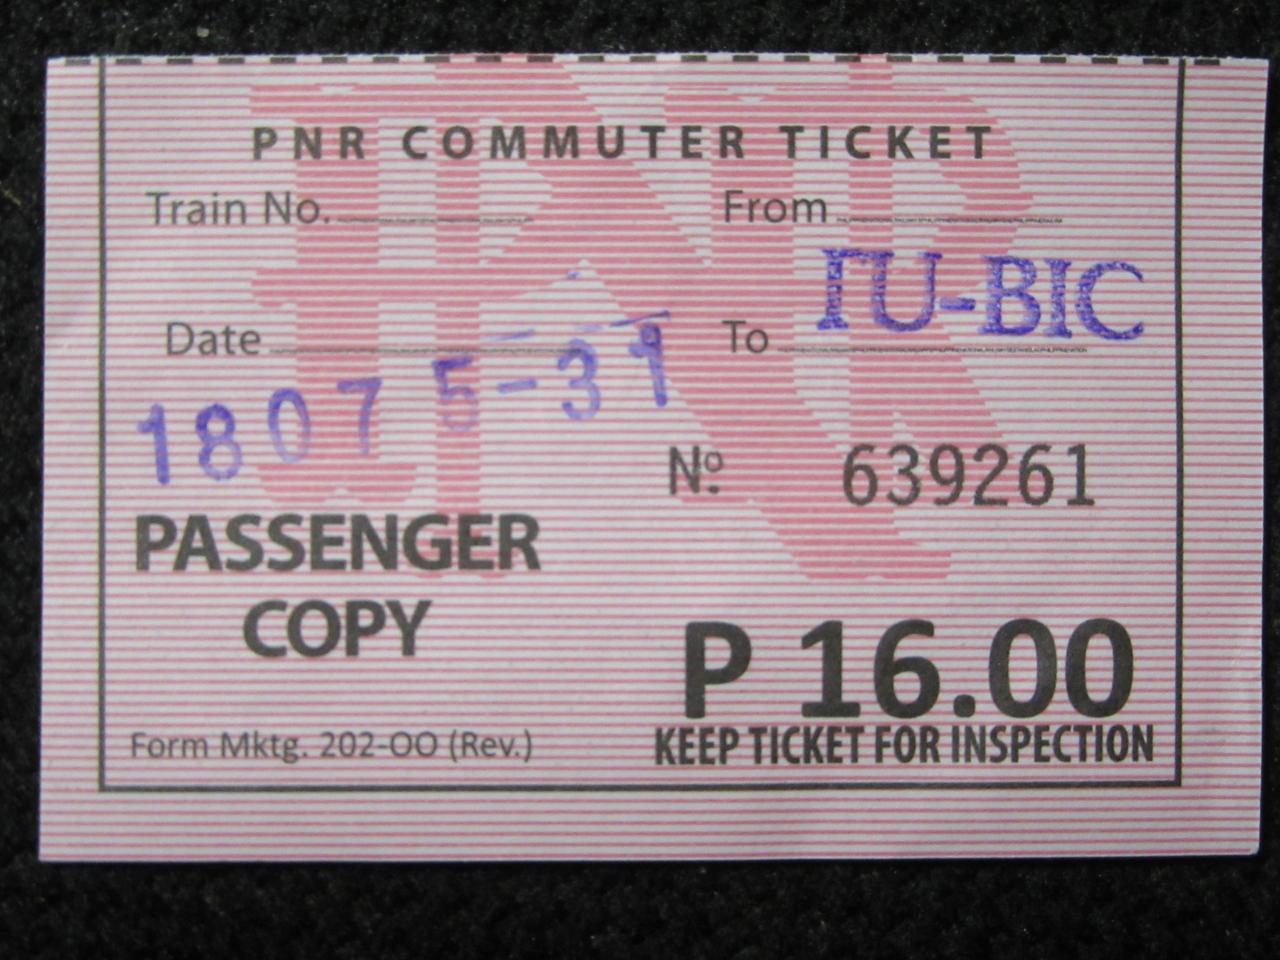 PNR COMMUTER TICKET
Train No. From
TU-BIC
Date To
1807 5-31
Nº 639261
PASSENGER
COPY
P 16.00
Form Mktg. 202-OO (Rev.) KEEP TICKET FOR INSPECTION